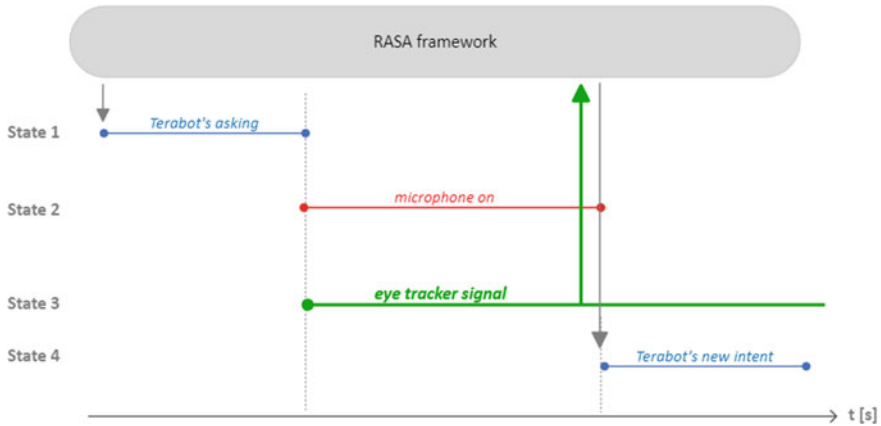 RASA framework
State 1
Terabot's asking
State 2
microphone on
State 3
eye tracker signal
State 4
Terabot's new intent
t [s]